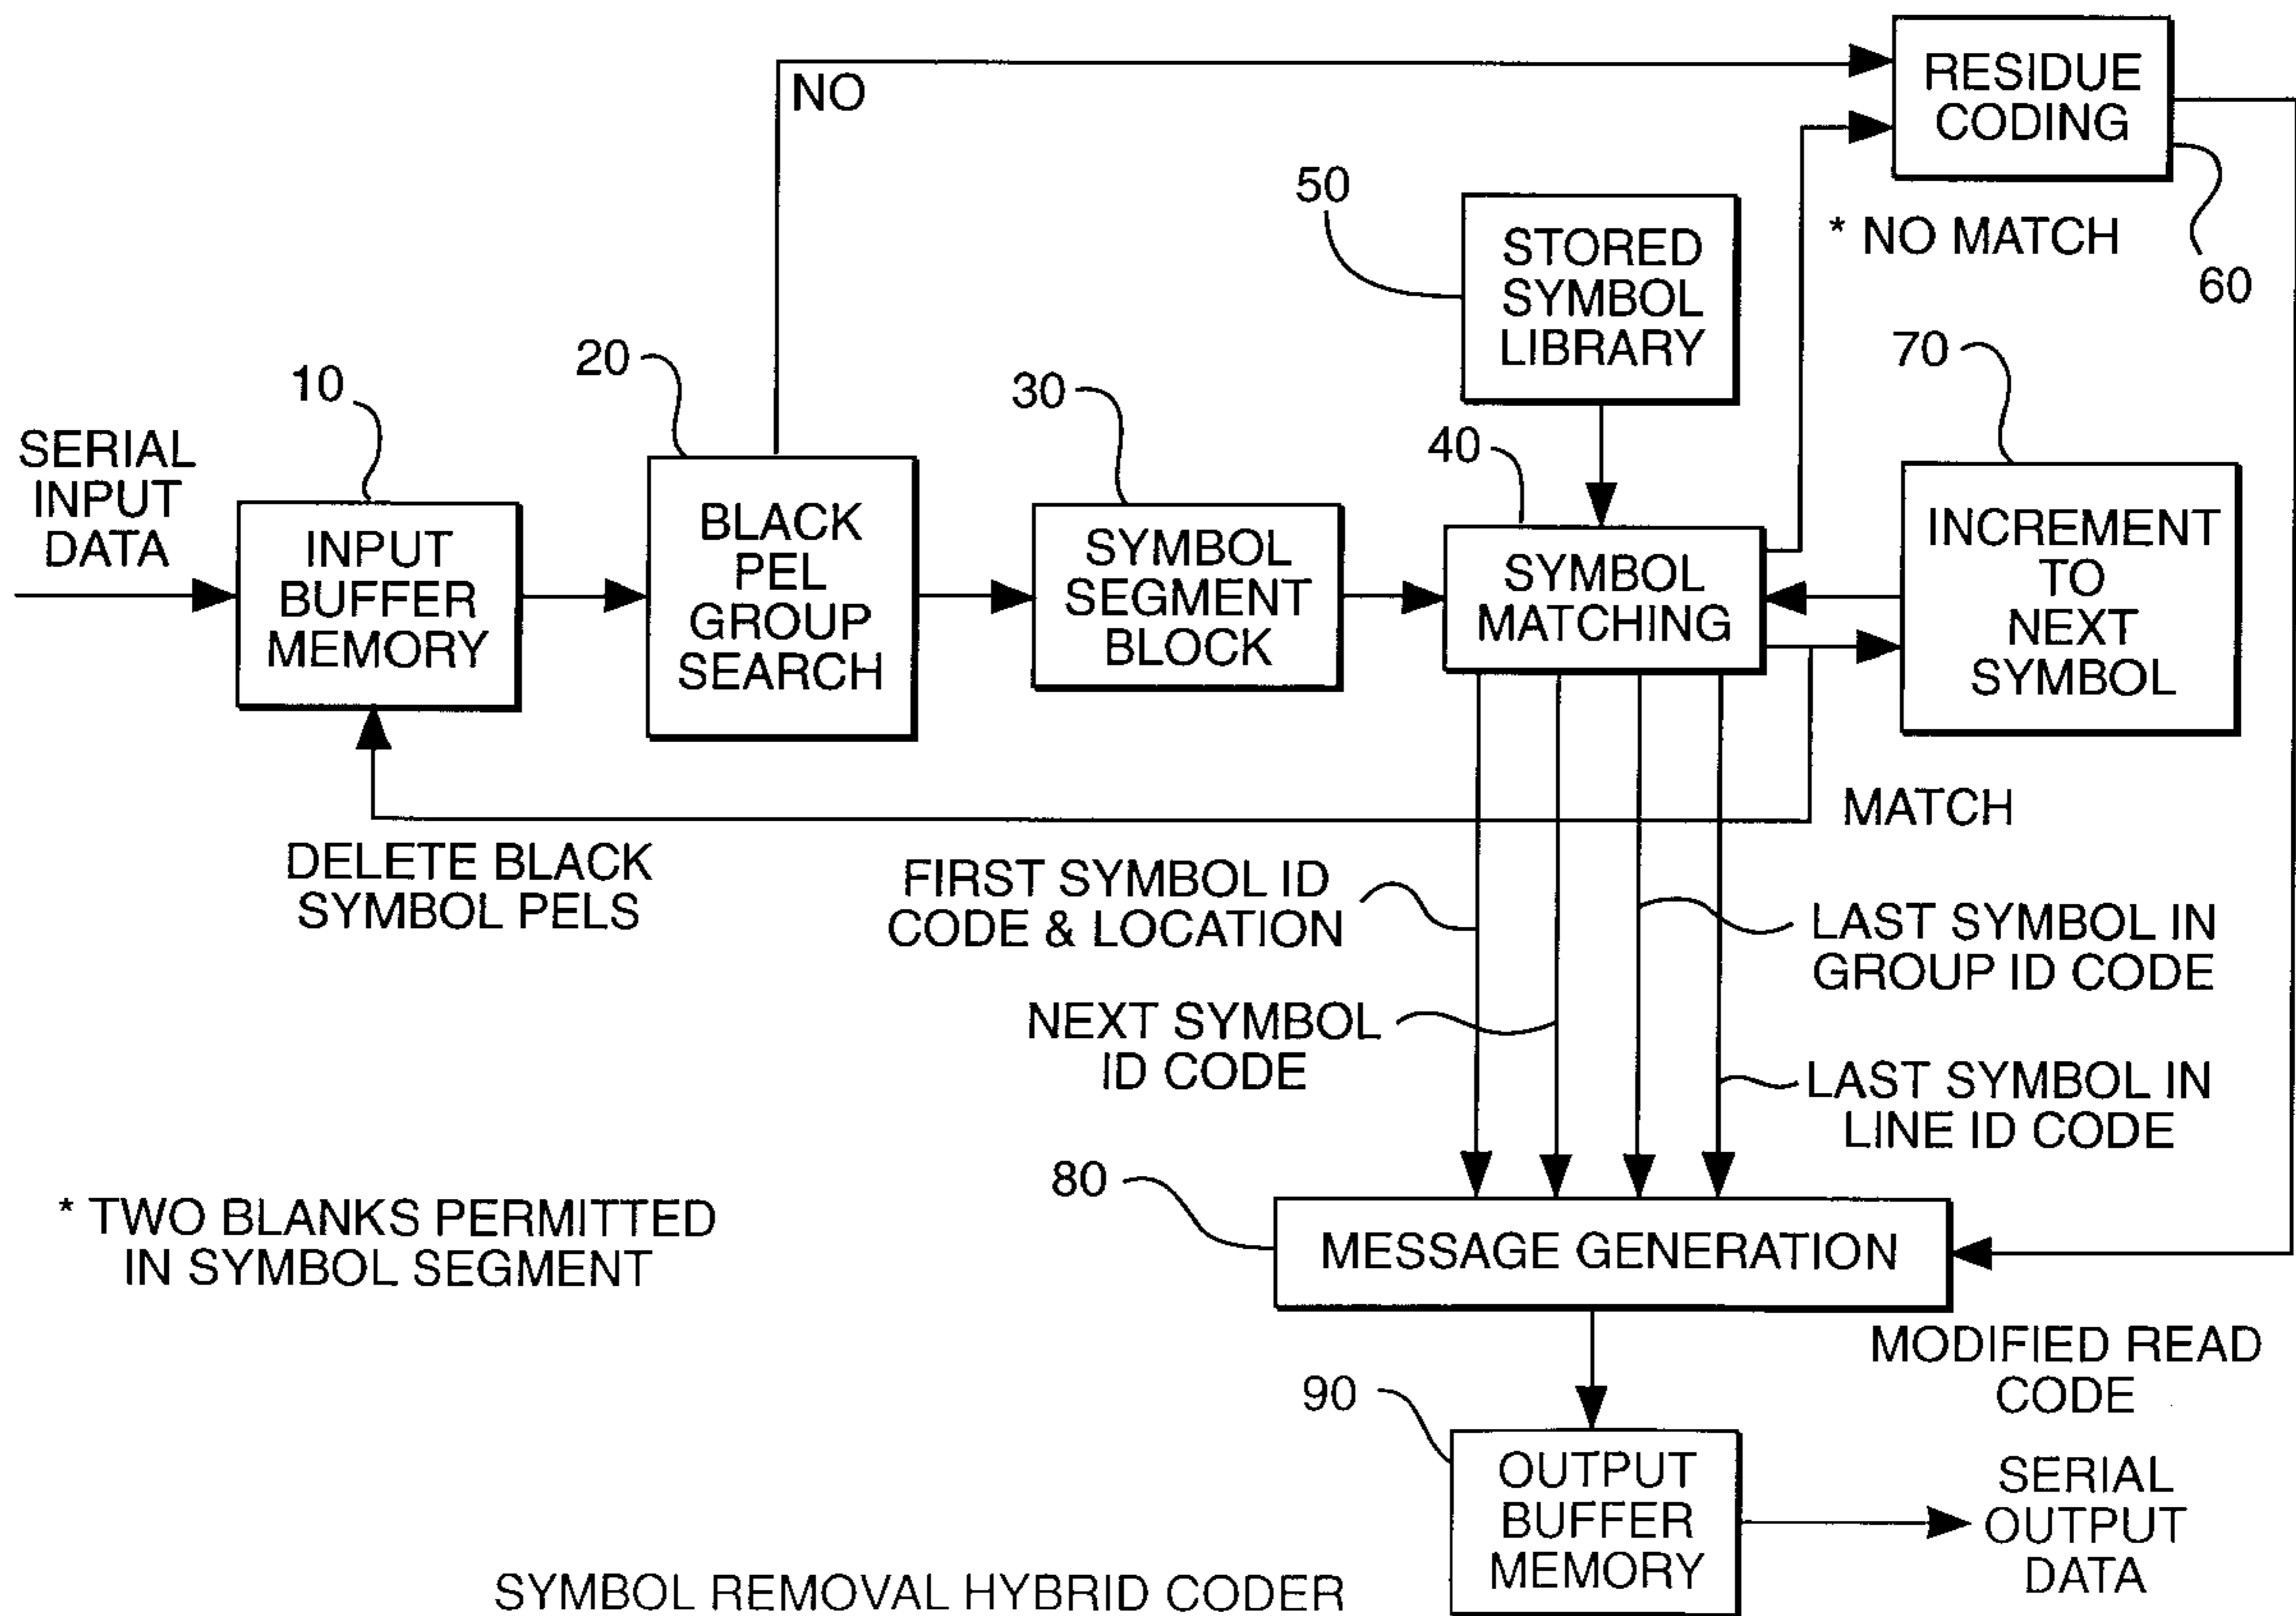 NO
RESIDUE
CODING
60
* NO MATCH
50
STORED
SYMBOL
LIBRARY
SERIAL
INPUT
DATA
10
INPUT
BUFFER
MEMORY
20
BLACK
PEL
GROUP
SEARCH
30
SYMBOL
SEGMENT
BLOCK
40
SYMBOL
MATCHING
70
INCREMENT
TO
NEXT
SYMBOL
MATCH
DELETE BLACK
SYMBOL PELS
FIRST SYMBOL ID
CODE & LOCATION
NEXT SYMBOL
ID CODE
LAST SYMBOL IN
GROUP ID CODE
LAST SYMBOL IN
LINE ID CODE
* TWO BLANKS PERMITTED
IN SYMBOL SEGMENT
80
MESSAGE GENERATION
MODIFIED READ
CODE
90
OUTPUT
BUFFER
MEMORY
SERIAL
OUTPUT
DATA
SYMBOL REMOVAL HYBRID CODER